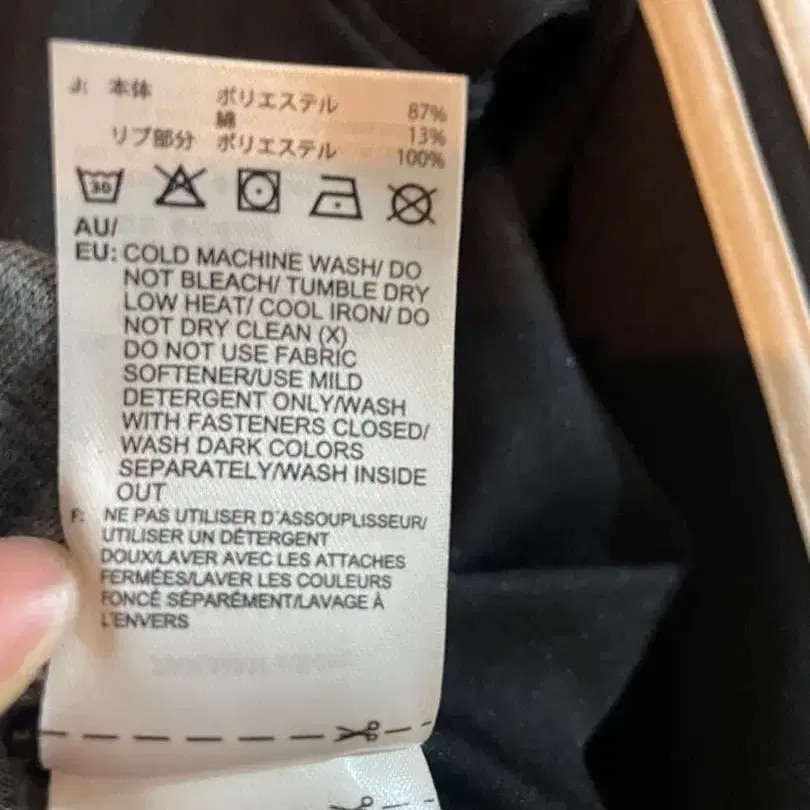 J: 本体 ポリエステル 87%
綿 13%
リブ部分 ポリエステル 100%
30
AU/
EU: COLD MACHINE WASH/ DO
NOT BLEACH/ TUMBLE DRY
LOW HEAT/ COOL IRON/ DO
NOT DRY CLEAN (X)
DO NOT USE FABRIC
SOFTENER/USE MILD
DETERGENT ONLY/WASH
WITH FASTENERS CLOSED/
WASH DARK COLORS
SEPARATELY/WASH INSIDE
OUT
F: NE PAS UTILISER D'ASSOUPLISSEUR/
UTILISER UN DÉTERGENT
DOUX/LAVER AVEC LES ATTACHES
FERMÉES/LAVER LES COULEURS
FONCÉ SÉPARÉMENT/LAVAGE À
L'ENVERS